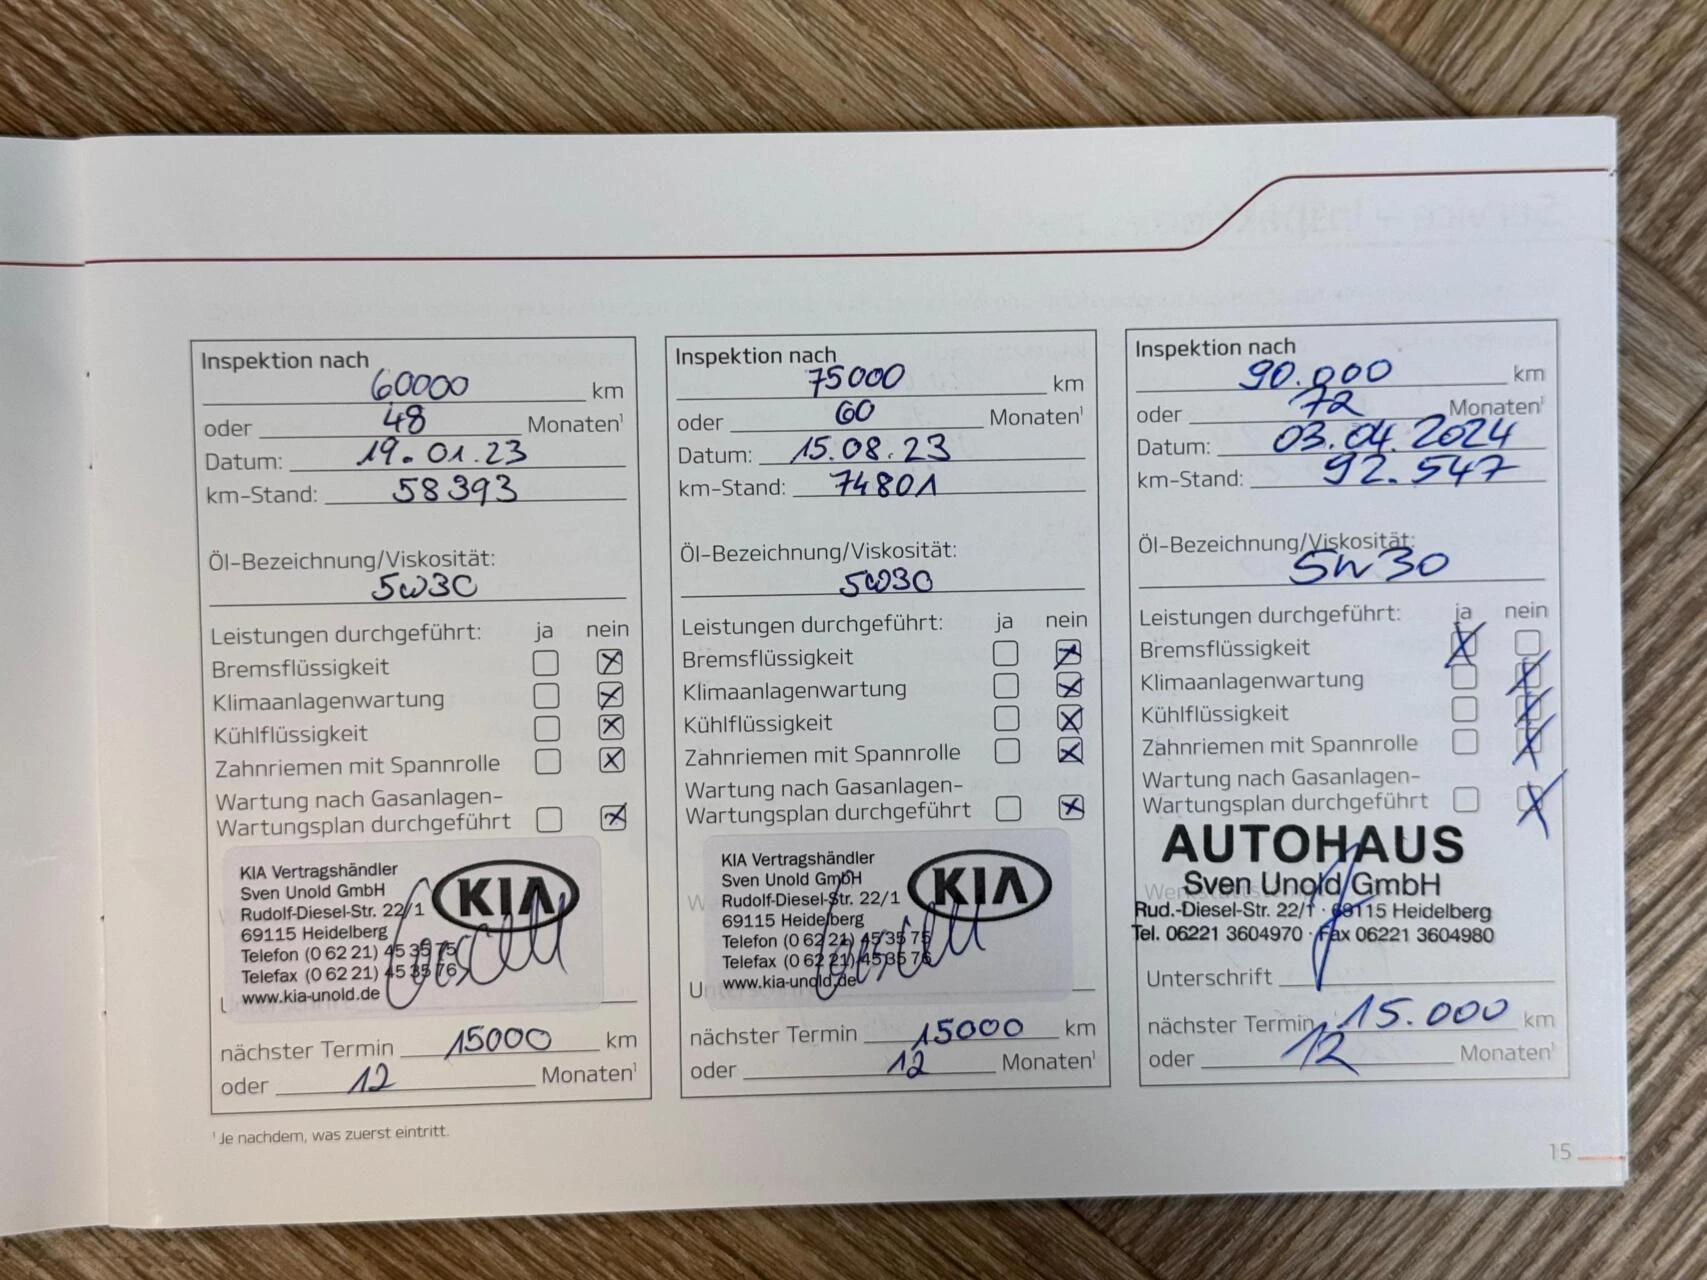 Inspektion nach
60000 km
oder 48 Monaten¹
Datum: 19.01.23
km-Stand: 58393
Öl-Bezeichnung/Viskosität:
5W30
Leistungen durchgeführt: ja nein
Bremsflüssigkeit
Klimaanlagenwartung
Kühlflüssigkeit
Zahnriemen mit Spannrolle
Wartung nach Gasanlagen-
Wartungsplan durchgeführt
KIA Vertragshändler
Sven Unold GmbH
Rudolf-Diesel-Str. 22/1
69115 Heidelberg
Telefon (0 62 21) 45 35 75
Telefax (0 62 21) 45 35 76
www.kia-unold.de
KIA
nächster Termin 15000 km
oder 12 Monaten¹
Inspektion nach
75000 km
oder 60 Monaten¹
Datum: 15.08.23
km-Stand: 74801
Öl-Bezeichnung/Viskosität:
5W30
Leistungen durchgeführt: ja nein
Bremsflüssigkeit
Klimaanlagenwartung
Kühlflüssigkeit
Zahnriemen mit Spannrolle
Wartung nach Gasanlagen-
Wartungsplan durchgeführt
KIA Vertragshändler
Sven Unold GmbH
Rudolf-Diesel-Str. 22/1
69115 Heidelberg
Telefon (0 62 21) 45 35 75
Telefax (0 62 21) 45 35 76
www.kia-unold.de
KIA
nächster Termin 15000 km
oder 12 Monaten¹
Inspektion nach
90.000 km
oder 72 Monaten¹
Datum: 03.04.2024
km-Stand: 92.547
Öl-Bezeichnung/Viskosität:
5W30
Leistungen durchgeführt: ja nein
Bremsflüssigkeit
Klimaanlagenwartung
Kühlflüssigkeit
Zahnriemen mit Spannrolle
Wartung nach Gasanlagen-
Wartungsplan durchgeführt
AUTOHAUS
Sven Unold GmbH
Rud.-Diesel-Str. 22/1 · 69115 Heidelberg
Tel. 06221 3604970 · Fax 06221 3604980
Unterschrift
nächster Termin 15.000 km
oder 12 Monaten¹
¹ Je nachdem, was zuerst eintritt.
15